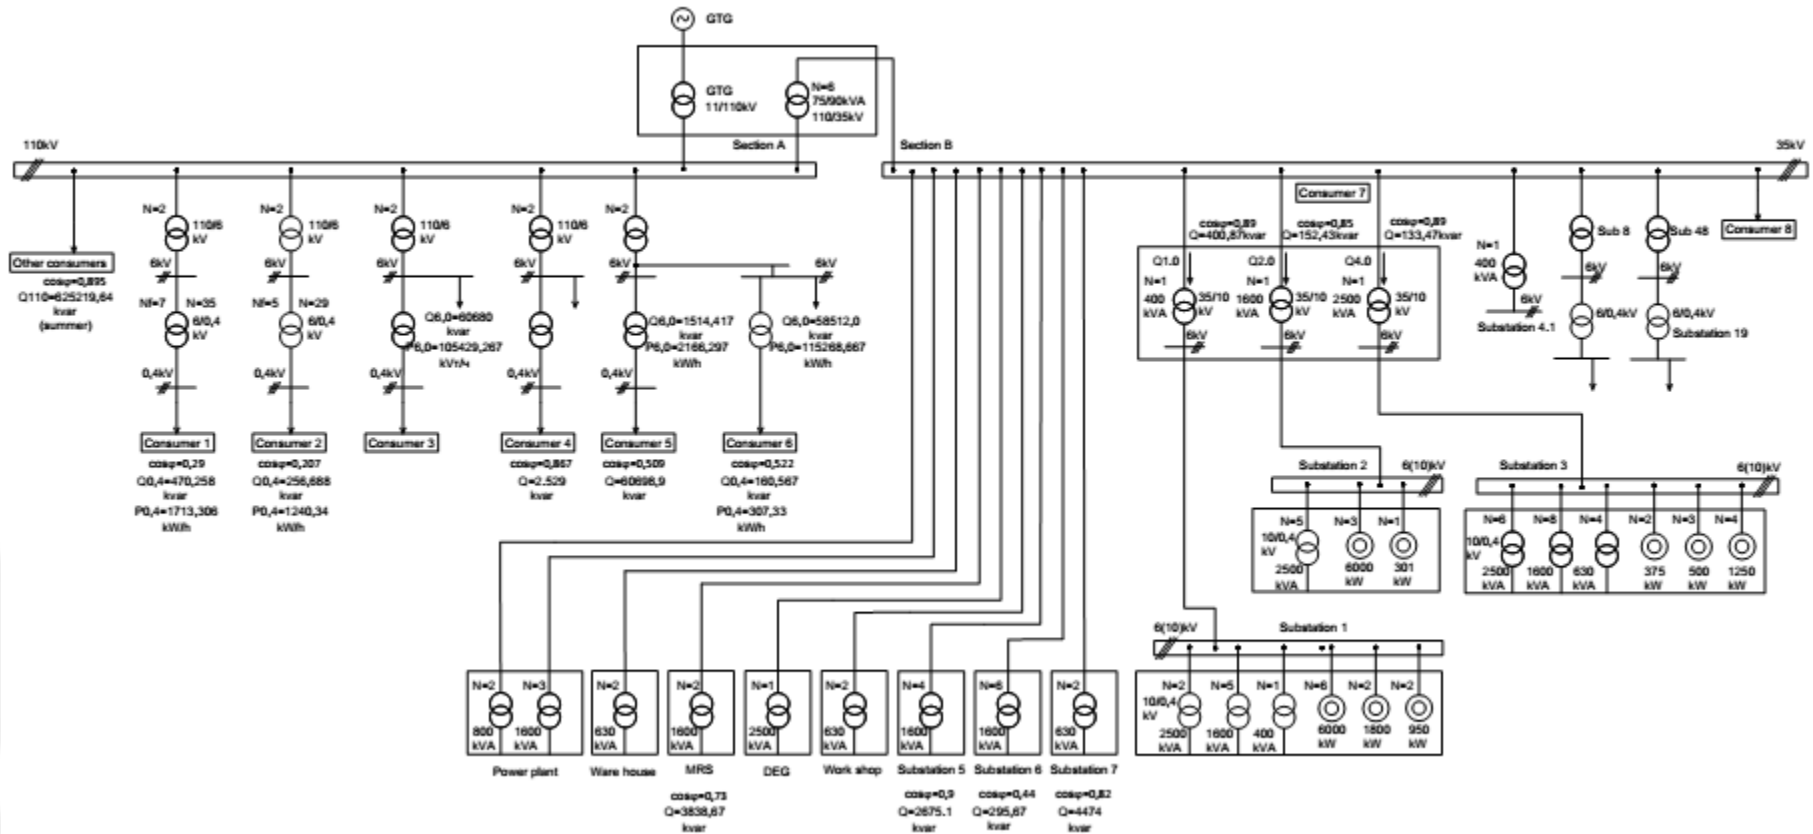 GTG
GTG
11/110kV
N=6
75/90kVA
110/35kV
110kV
Section A
Section B
35kV
Other consumers
cosφ=0,895
Q110=625219,64
kvar
(summer)
N=2
110/6
kV
6kV
Nf=7
N=35
6/0,4
kV
0,4kV
Consumer 1
cosφ=0,29
Q0,4=470,258
kvar
P0,4=1713,306
kW/h
N=2
110/6
kV
6kV
Nf=5
N=29
6/0,4
kV
0,4kV
Consumer 2
cosφ=0,207
Q0,4=256,688
kvar
P0,4=1240,34
kW/h
N=2
110/6
kV
6kV
Q6,0=60680
kvar
P6,0=105429,267
kVт/ч
0,4kV
Consumer 3
N=2
110/6
kV
6kV
0,4kV
Consumer 4
cosφ=0,867
Q=2.529
kvar
N=2
6kV
6kV
Q6,0=1514,417
kvar
P6,0=2166,297
kW/h
0,4kV
Consumer 5
cosφ=0,509
Q=60698,9
kvar
Q6,0=58512,0
kvar
P6,0=115268,667
kW/h
Consumer 6
cosφ=0,522
Q0,4=160,567
kvar
P0,4=307,33
kW/h
Consumer 7
cosφ=0,89
Q=400,87kvar
cosφ=0,85
Q=152,43kvar
cosφ=0,89
Q=133,47kvar
Q1.0
N=1
400
kVA
35/10
kV
6kV
Q2.0
N=1
1600
kVA
35/10
kV
6kV
Q4.0
N=1
2500
kVA
35/10
kV
6kV
N=1
400
kVA
6kV
Substation 4.1
Sub 8
6kV
6/0,4kV
Sub 48
6kV
6/0,4kV
Substation 19
Consumer 8
Substation 2
6(10)kV
N=5
10/0,4
kV
2500
kVA
N=3
6000
kW
N=1
301
kW
Substation 3
6(10)kV
N=6
10/0,4
kV
2500
kVA
N=8
1600
kVA
N=4
630
kVA
N=2
375
kW
N=3
500
kW
N=4
1250
kW
6(10)kV
Substation 1
N=2
10/0,4
kV
2500
kVA
N=5
1600
kVA
N=1
400
kVA
N=6
6000
kW
N=2
1800
kW
N=2
950
kW
N=2
800
kVA
N=3
1600
kVA
Power plant
N=2
630
kVA
Ware house
N=2
1600
kVA
MRS
cosφ=0,73
Q=3838,67
kvar
N=1
2500
kVA
DEG
N=2
630
kVA
Work shop
N=4
1600
kVA
Substation 5
cosφ=0,9
Q=2675.1
kvar
N=6
1600
kVA
Substation 6
cosφ=0,44
Q=295,67
kvar
N=2
630
kVA
Substation 7
cosφ=0,82
Q=4474
kvar